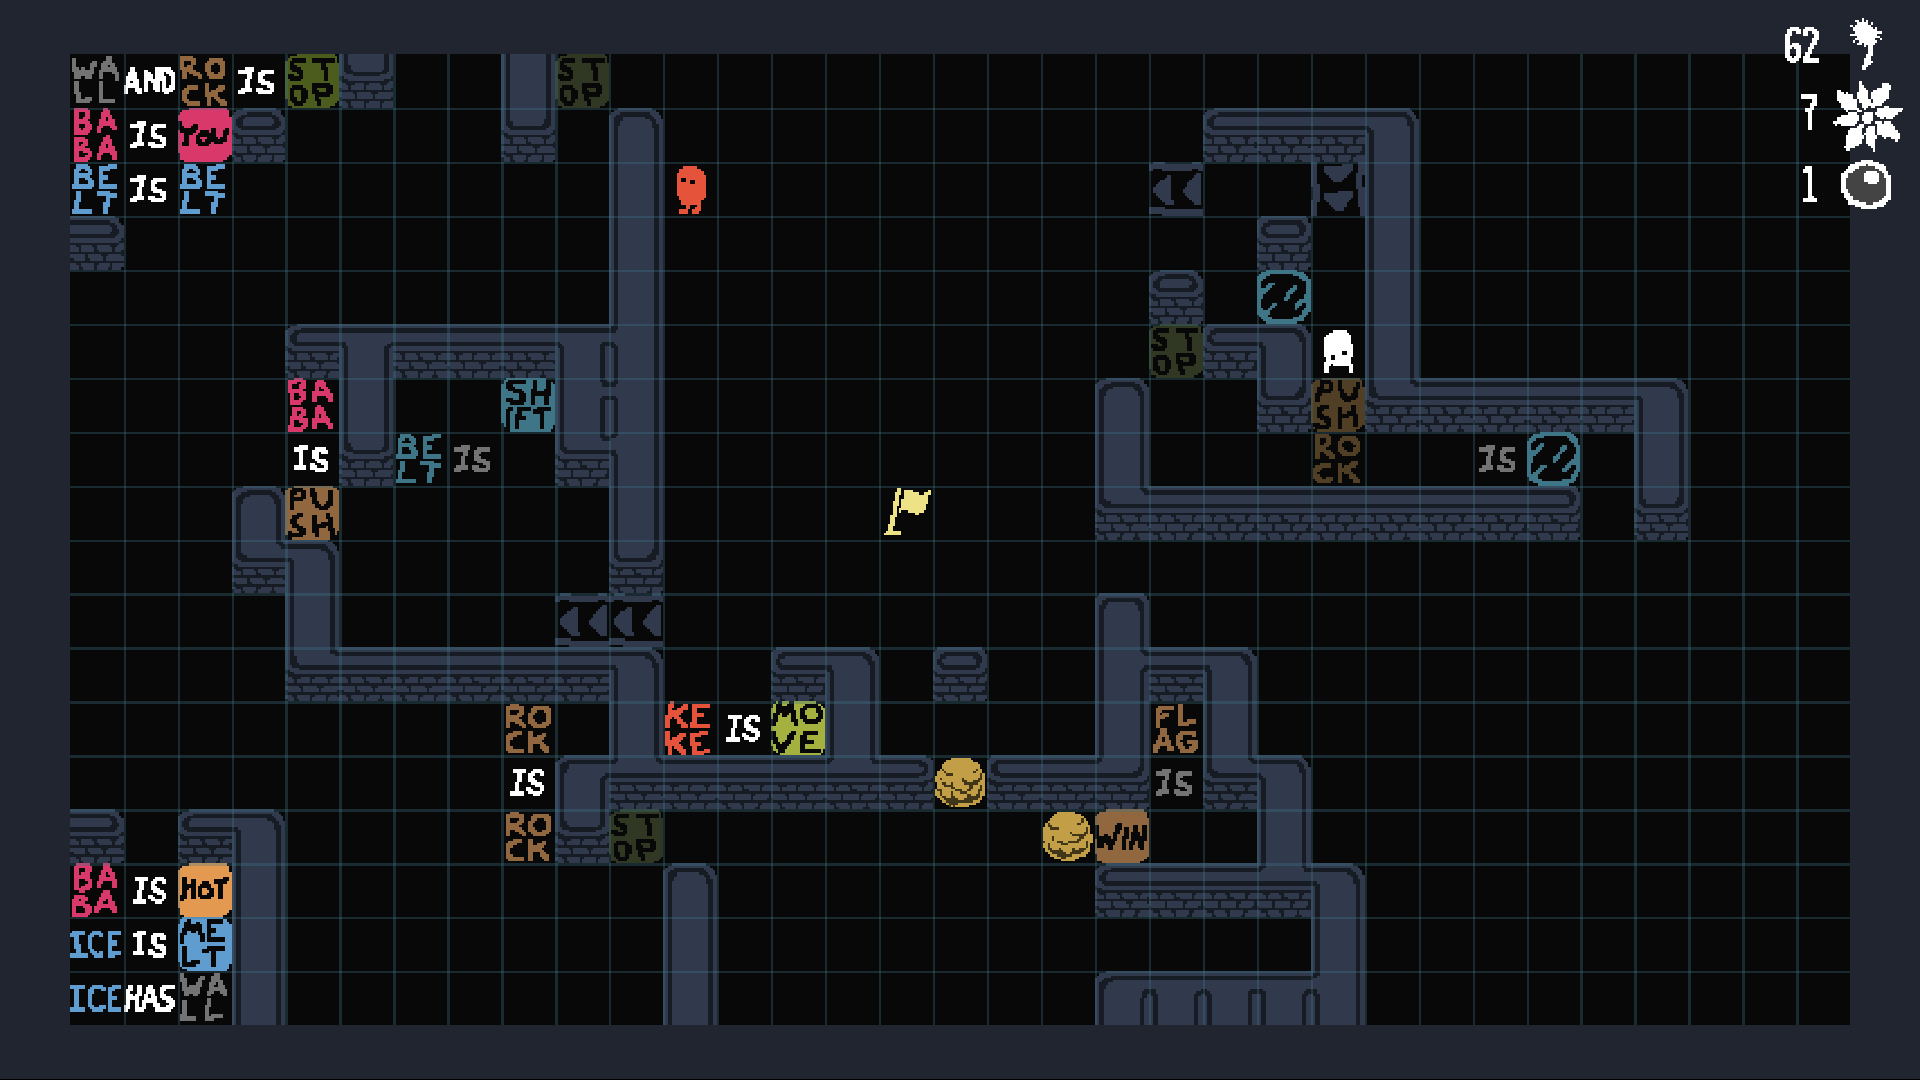 62
WALL AND ROCK IS STOP STOP
7
BABA IS YOU
BELT IS BELT
1
STOP
BABA SHIFT PUSH
IS BELT IS ROCK IS
PUSH
ROCK KEKE IS MOVE FLAG
IS IS
ROCK STOP WIN
BABA IS HOT
ICE IS MELT
ICE HAS WALL